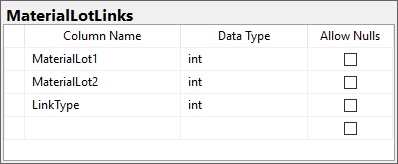 MaterialLotLinks
Column Name Data Type Allow Nulls
MaterialLot1 int
MaterialLot2 int
LinkType int